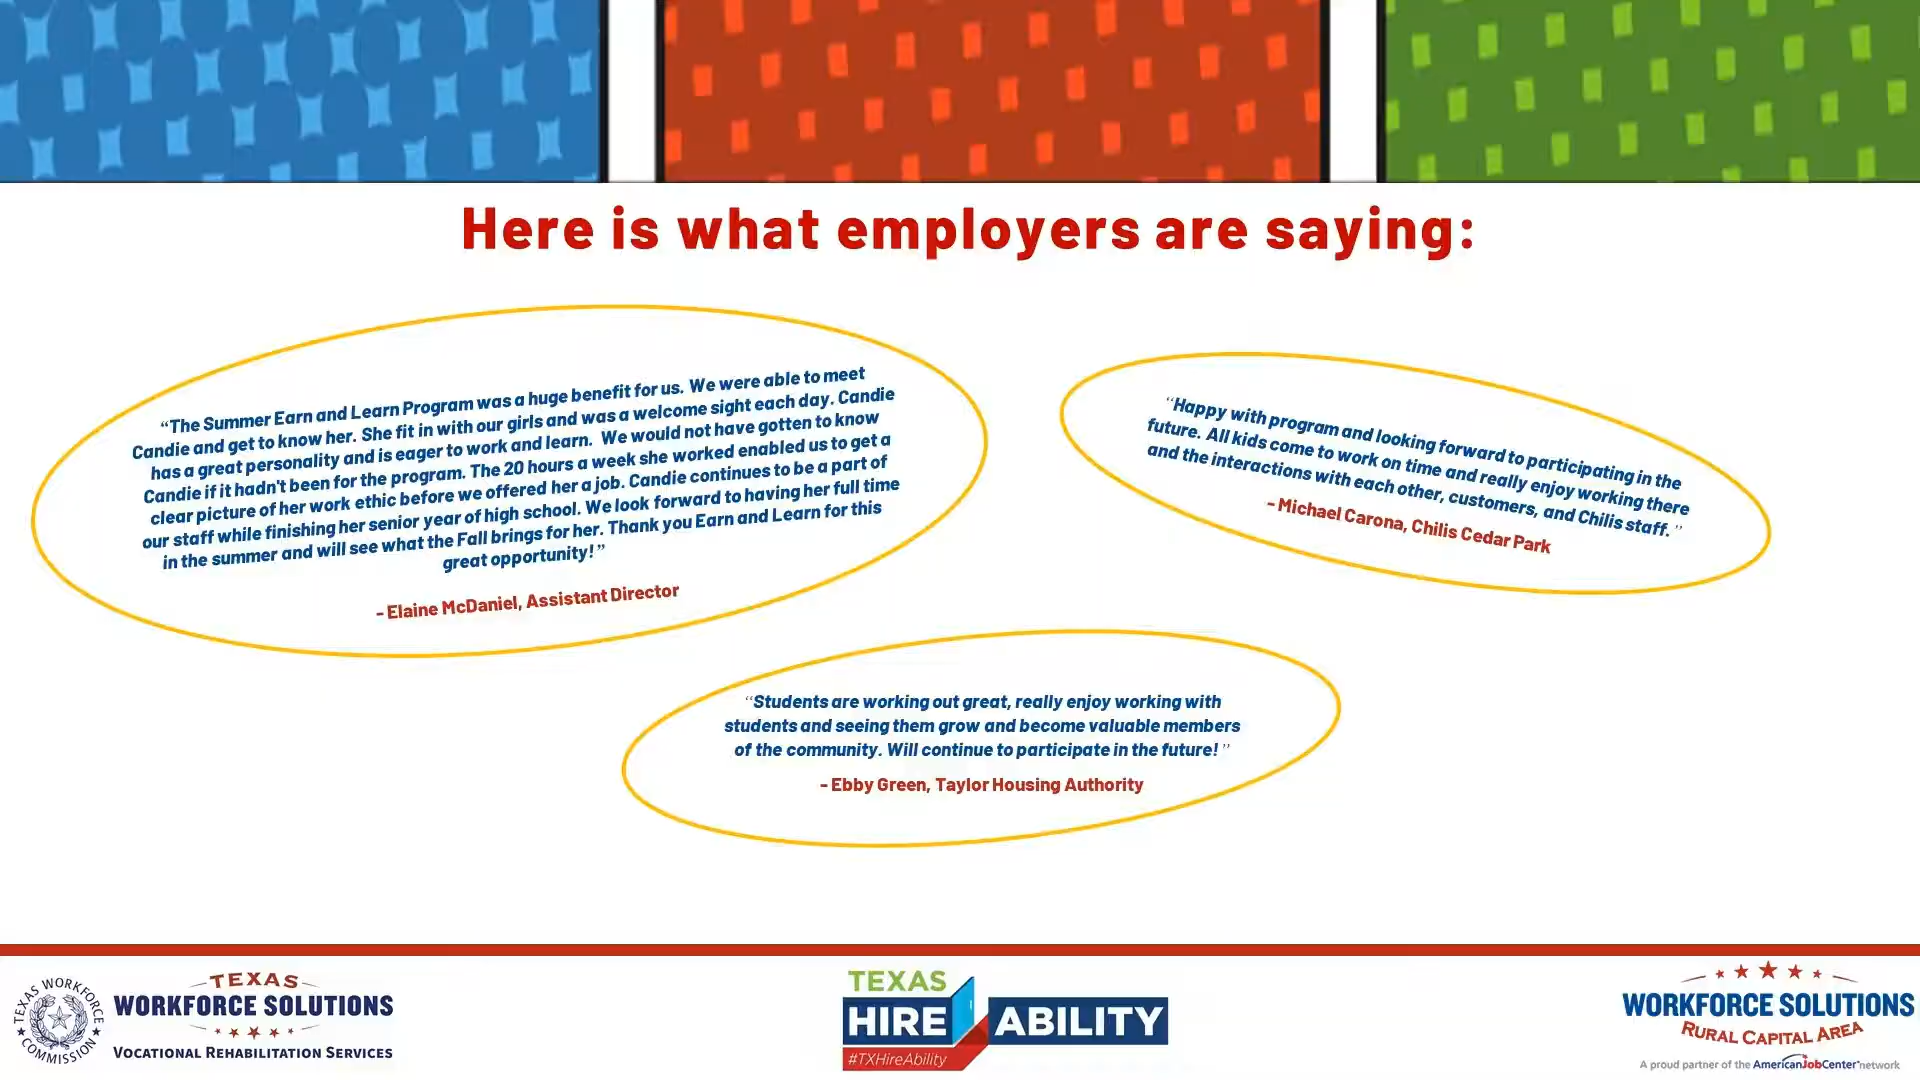 Here is what employers are saying:
“The Summer Earn and Learn Program was a huge benefit for us. We were able to meet
Candie and get to know her. She fit in with our girls and was a welcome sight each day. Candie
has a great personality and is eager to work and learn. We would not have gotten to know
Candie if it hadn't been for the program. The 20 hours a week she worked enabled us to get a
clear picture of her work ethic before we offered her a job. Candie continues to be a part of
our staff while finishing her senior year of high school. We look forward to having her full time
in the summer and will see what the Fall brings for her. Thank you Earn and Learn for this
great opportunity!”
- Elaine McDaniel, Assistant Director
“Happy with program and looking forward to participating in the
future. All kids come to work on time and really enjoy working there
and the interactions with each other, customers, and Chilis staff.”
- Michael Carona, Chilis Cedar Park
“Students are working out great, really enjoy working with
students and seeing them grow and become valuable members
of the community. Will continue to participate in the future!”
- Ebby Green, Taylor Housing Authority
TEXAS WORKFORCE COMMISSION
TEXAS
WORKFORCE SOLUTIONS
VOCATIONAL REHABILITATION SERVICES
TEXAS
HIRE ABILITY
#TXHireAbility
WORKFORCE SOLUTIONS
RURAL CAPITAL AREA
A proud partner of the AmericanJobCenter network